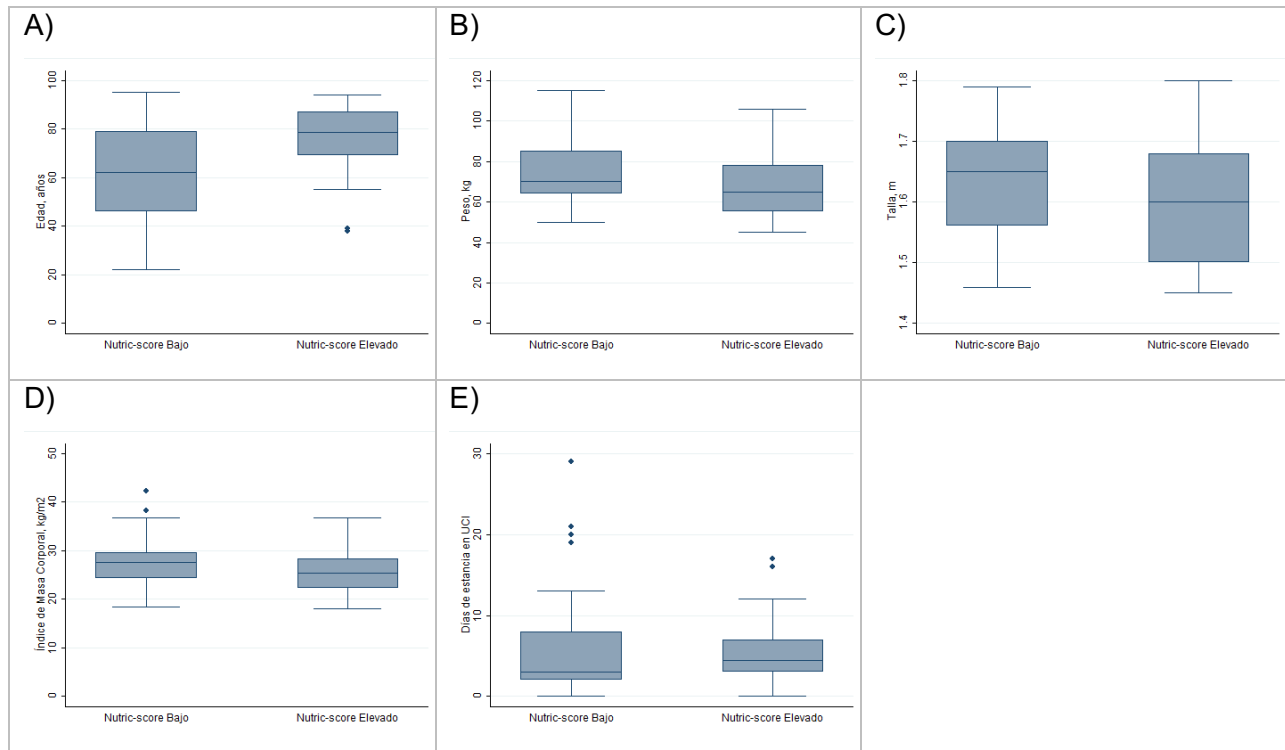 A)
Edad, años
100
80
60
40
20
0
Nutric-score Bajo Nutric-score Elevado
B)
Peso, kg
120
100
80
60
40
20
0
Nutric-score Bajo Nutric-score Elevado
C)
Talla, m
1.8
1.7
1.6
1.5
1.4
Nutric-score Bajo Nutric-score Elevado
D)
Índice de Masa Corporal, kg/m2
50
40
30
20
10
0
Nutric-score Bajo Nutric-score Elevado
E)
Días de estancia en UCI
30
20
10
0
Nutric-score Bajo Nutric-score Elevado